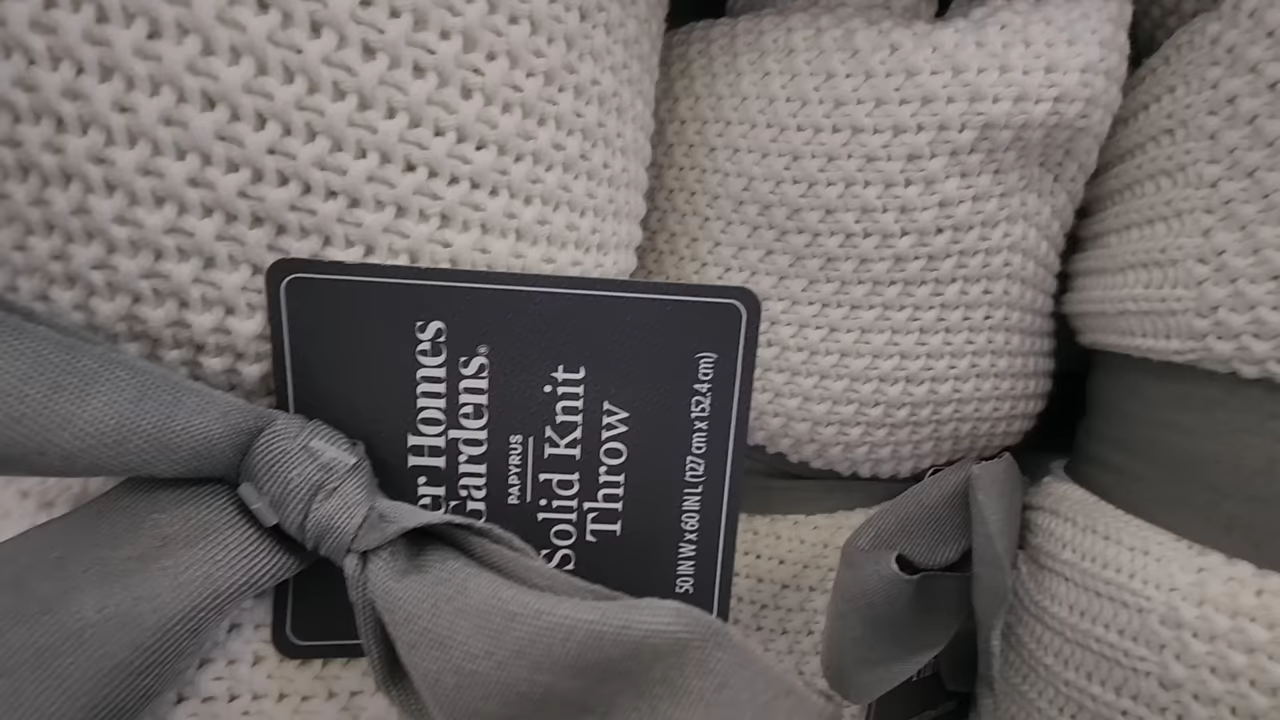 er Homes
Gardens.®
PAPYRUS
Solid Knit
Throw
50 IN W x 60 IN L (127 cm x 152.4 cm)